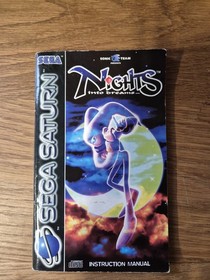 SEGA
SONIC TEAM
NiGHTS
into dreams...
SEGA SATURN
INSTRUCTION MANUAL